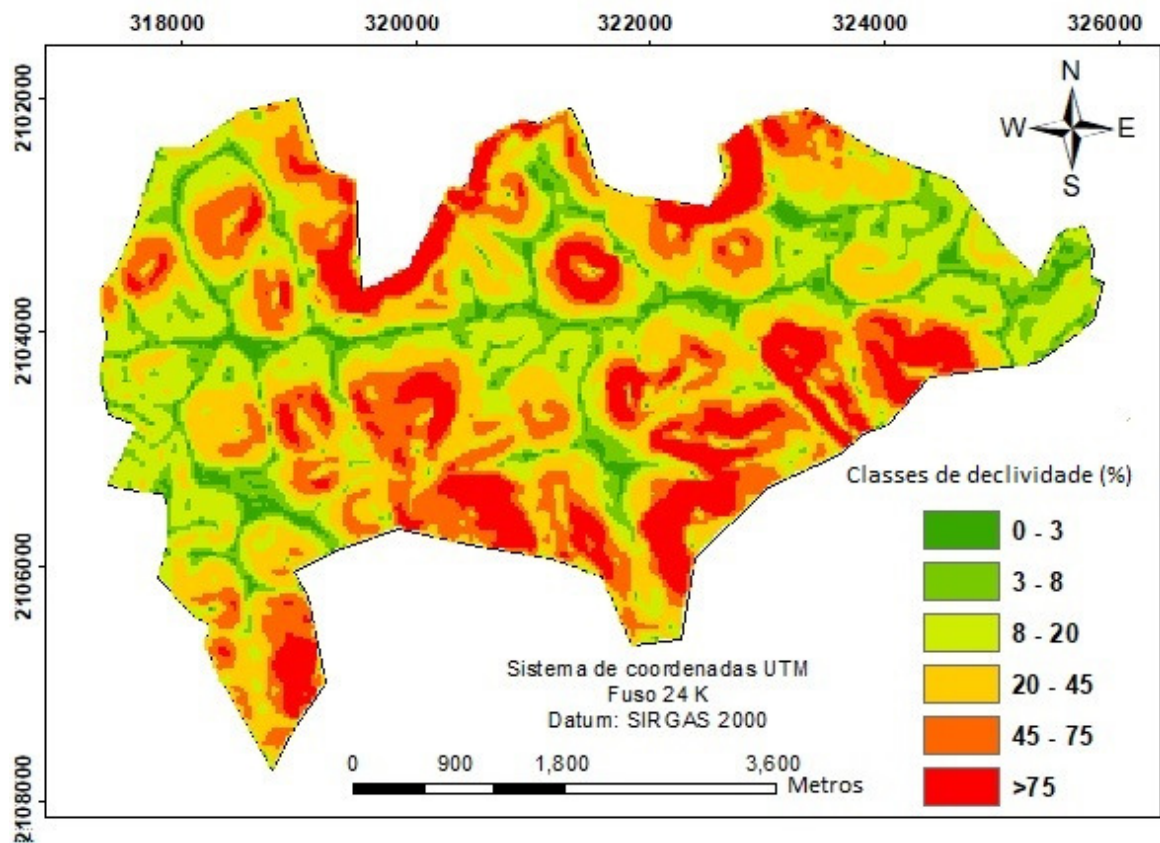 318000 320000 322000 324000 326000
2102000
2104000
2106000
2108000
N
W E
S
Classes de declividade (%)
0 - 3
3 - 8
8 - 20
20 - 45
45 - 75
>75
Sistema de coordenadas UTM
Fuso 24 K
Datum: SIRGAS 2000
0 900 1,800 3,600
Metros